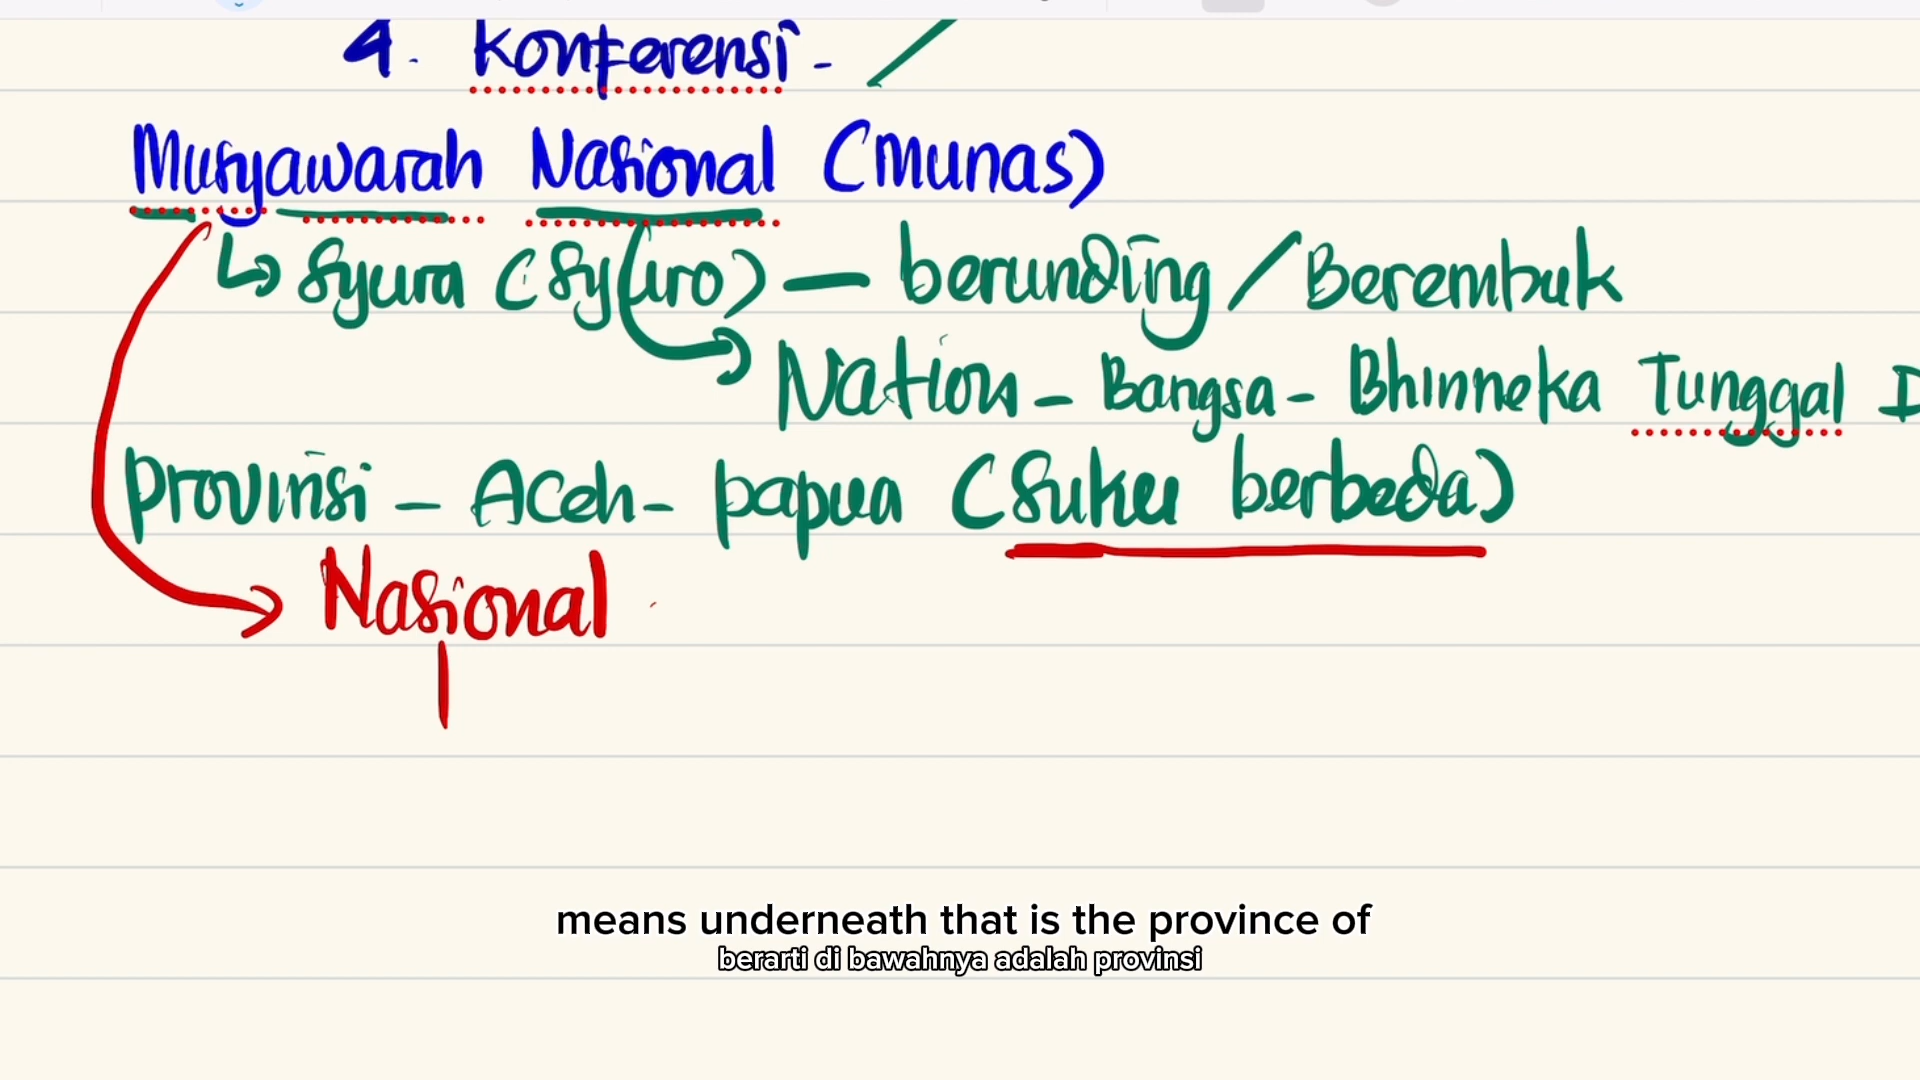 4. Konferensi - /
Musyawarah Nasional (Munas)
↳ Syura (Syuro) — berunding / Berembuk
Nation - Bangsa - Bhinneka Tunggal I
Provinsi - Aceh - papua (Suku berbeda)
→ Nasional
means underneath that is the province of
berarti di bawahnya adalah provinsi